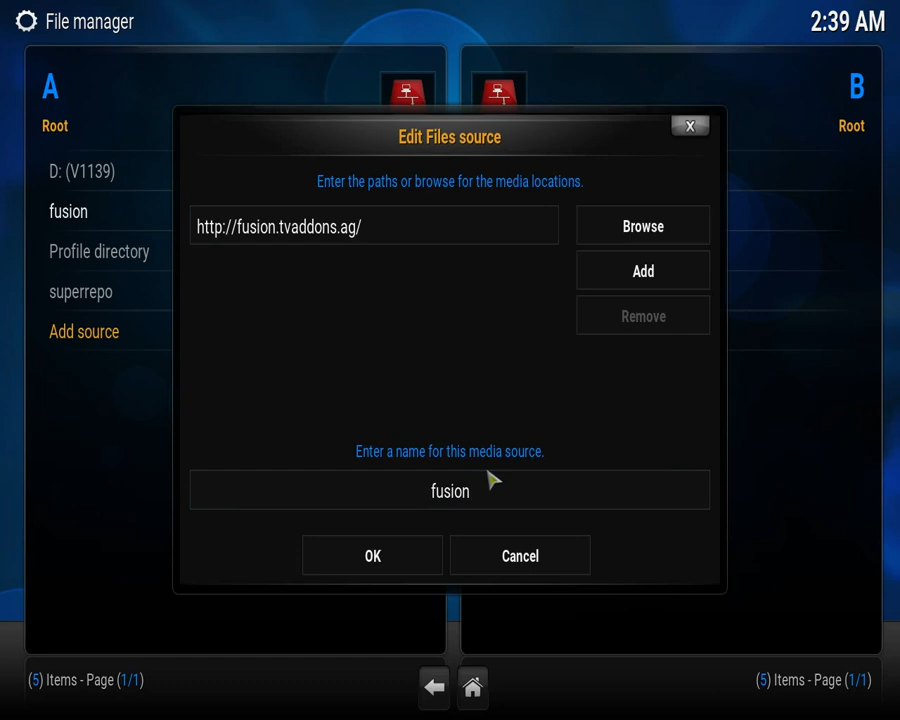 File manager
2:39 AM
A
B
Root
Root
D: (V1139)
fusion
Profile directory
superrepo
Add source
Edit Files source
X
Enter the paths or browse for the media locations.
http://fusion.tvaddons.ag/
Browse
Add
Remove
Enter a name for this media source.
fusion
OK
Cancel
(5) Items - Page (1/1)
(5) Items - Page (1/1)